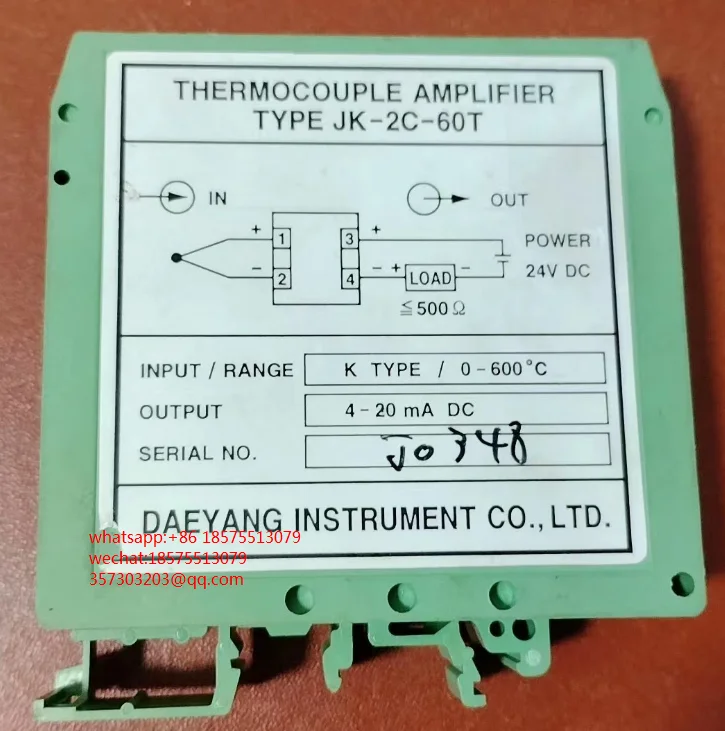 THERMOCOUPLE AMPLIFIER
TYPE JK-2C-60T
IN
OUT
+ 1 3 +
POWER
- 2 4 - + LOAD -
24V DC
≦500Ω
INPUT / RANGE K TYPE / 0-600°C
OUTPUT 4-20 mA DC
SERIAL NO. J0348
DAEYANG INSTRUMENT CO., LTD.
whatsapp:+86 18575513079
wechat:18575513079
357303203@qq.com